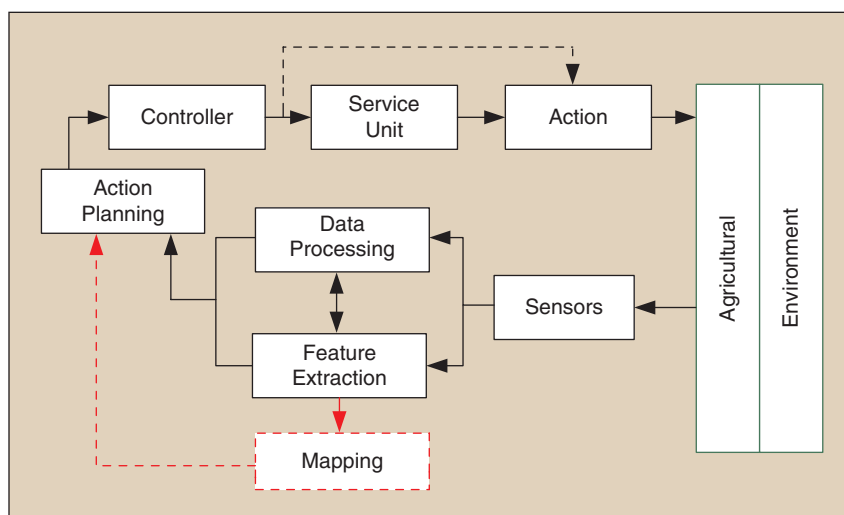 Controller
Service
Unit
Action
Action
Planning
Data
Processing
Feature
Extraction
Mapping
Sensors
Agricultural
Environment